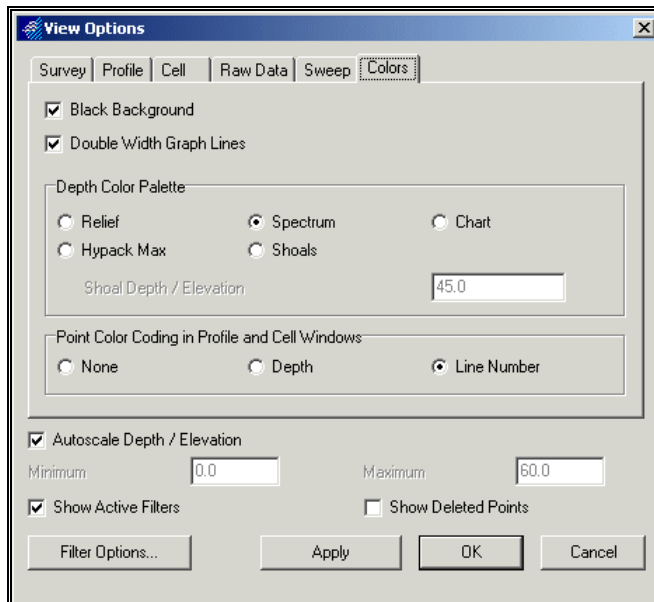 View Options
Survey Profile Cell Raw Data Sweep Colors
Black Background
Double Width Graph Lines
Depth Color Palette
Relief Spectrum Chart
Hypack Max Shoals
Shoal Depth / Elevation 45.0
Point Color Coding in Profile and Cell Windows
None Depth Line Number
Autoscale Depth / Elevation
Minimum 0.0 Maximum 60.0
Show Active Filters Show Deleted Points
Filter Options... Apply OK Cancel